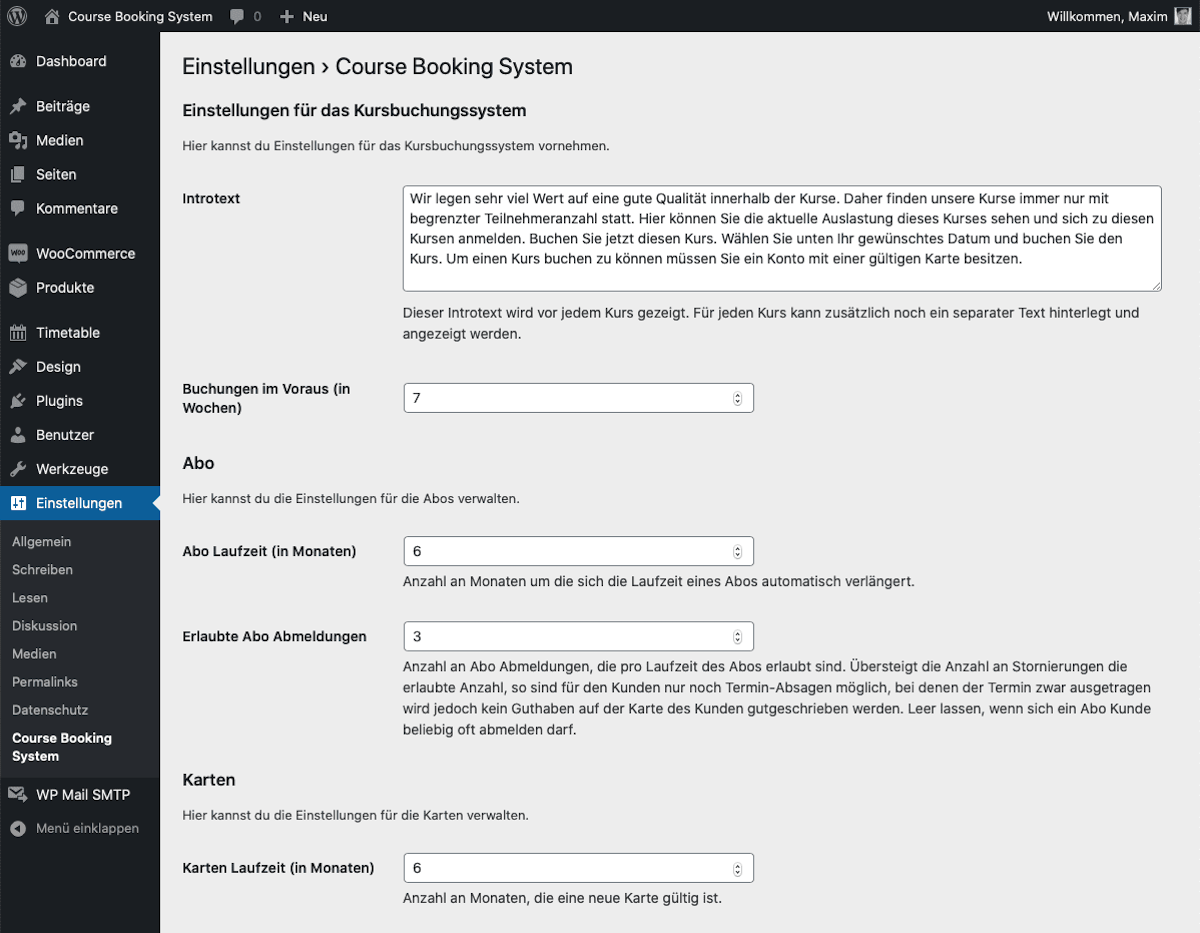 Course Booking System
0
Neu
Willkommen, Maxim
Dashboard
Beiträge
Medien
Seiten
Kommentare
WooCommerce
Produkte
Timetable
Design
Plugins
Benutzer
Werkzeuge
Einstellungen
Allgemein
Schreiben
Lesen
Diskussion
Medien
Permalinks
Datenschutz
Course Booking
System
WP Mail SMTP
Menü einklappen
Einstellungen › Course Booking System
Einstellungen für das Kursbuchungssystem
Hier kannst du Einstellungen für das Kursbuchungssystem vornehmen.
Introtext
Wir legen sehr viel Wert auf eine gute Qualität innerhalb der Kurse. Daher finden unsere Kurse immer nur mit
begrenzter Teilnehmeranzahl statt. Hier können Sie die aktuelle Auslastung dieses Kurses sehen und sich zu diesen
Kursen anmelden. Buchen Sie jetzt diesen Kurs. Wählen Sie unten Ihr gewünschtes Datum und buchen Sie den
Kurs. Um einen Kurs buchen zu können müssen Sie ein Konto mit einer gültigen Karte besitzen.
Dieser Introtext wird vor jedem Kurs gezeigt. Für jeden Kurs kann zusätzlich noch ein separater Text hinterlegt und
angezeigt werden.
Buchungen im Voraus (in
Wochen)
7
Abo
Hier kannst du die Einstellungen für die Abos verwalten.
Abo Laufzeit (in Monaten)
6
Anzahl an Monaten um die sich die Laufzeit eines Abos automatisch verlängert.
Erlaubte Abo Abmeldungen
3
Anzahl an Abo Abmeldungen, die pro Laufzeit des Abos erlaubt sind. Übersteigt die Anzahl an Stornierungen die
erlaubte Anzahl, so sind für den Kunden nur noch Termin-Absagen möglich, bei denen der Termin zwar ausgetragen
wird jedoch kein Guthaben auf der Karte des Kunden gutgeschrieben werden. Leer lassen, wenn sich ein Abo Kunde
beliebig oft abmelden darf.
Karten
Hier kannst du die Einstellungen für die Karten verwalten.
Karten Laufzeit (in Monaten)
6
Anzahl an Monaten, die eine neue Karte gültig ist.